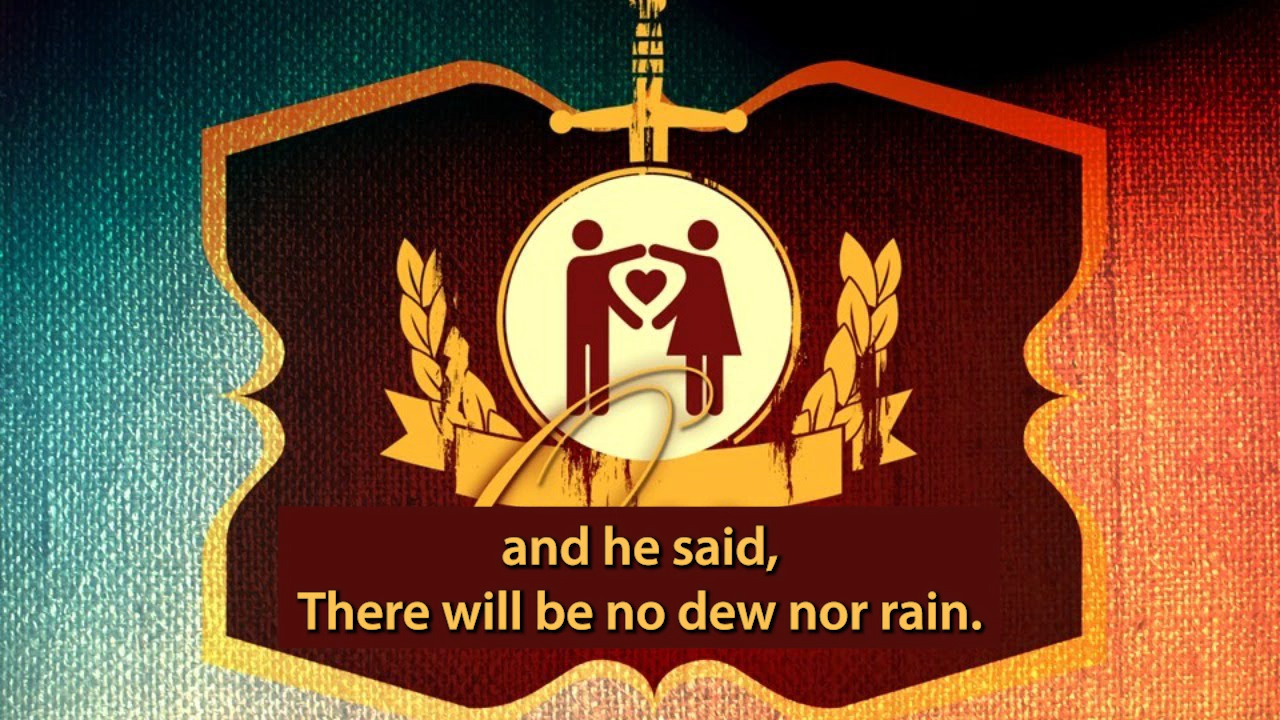 and he said,
There will be no dew nor rain.